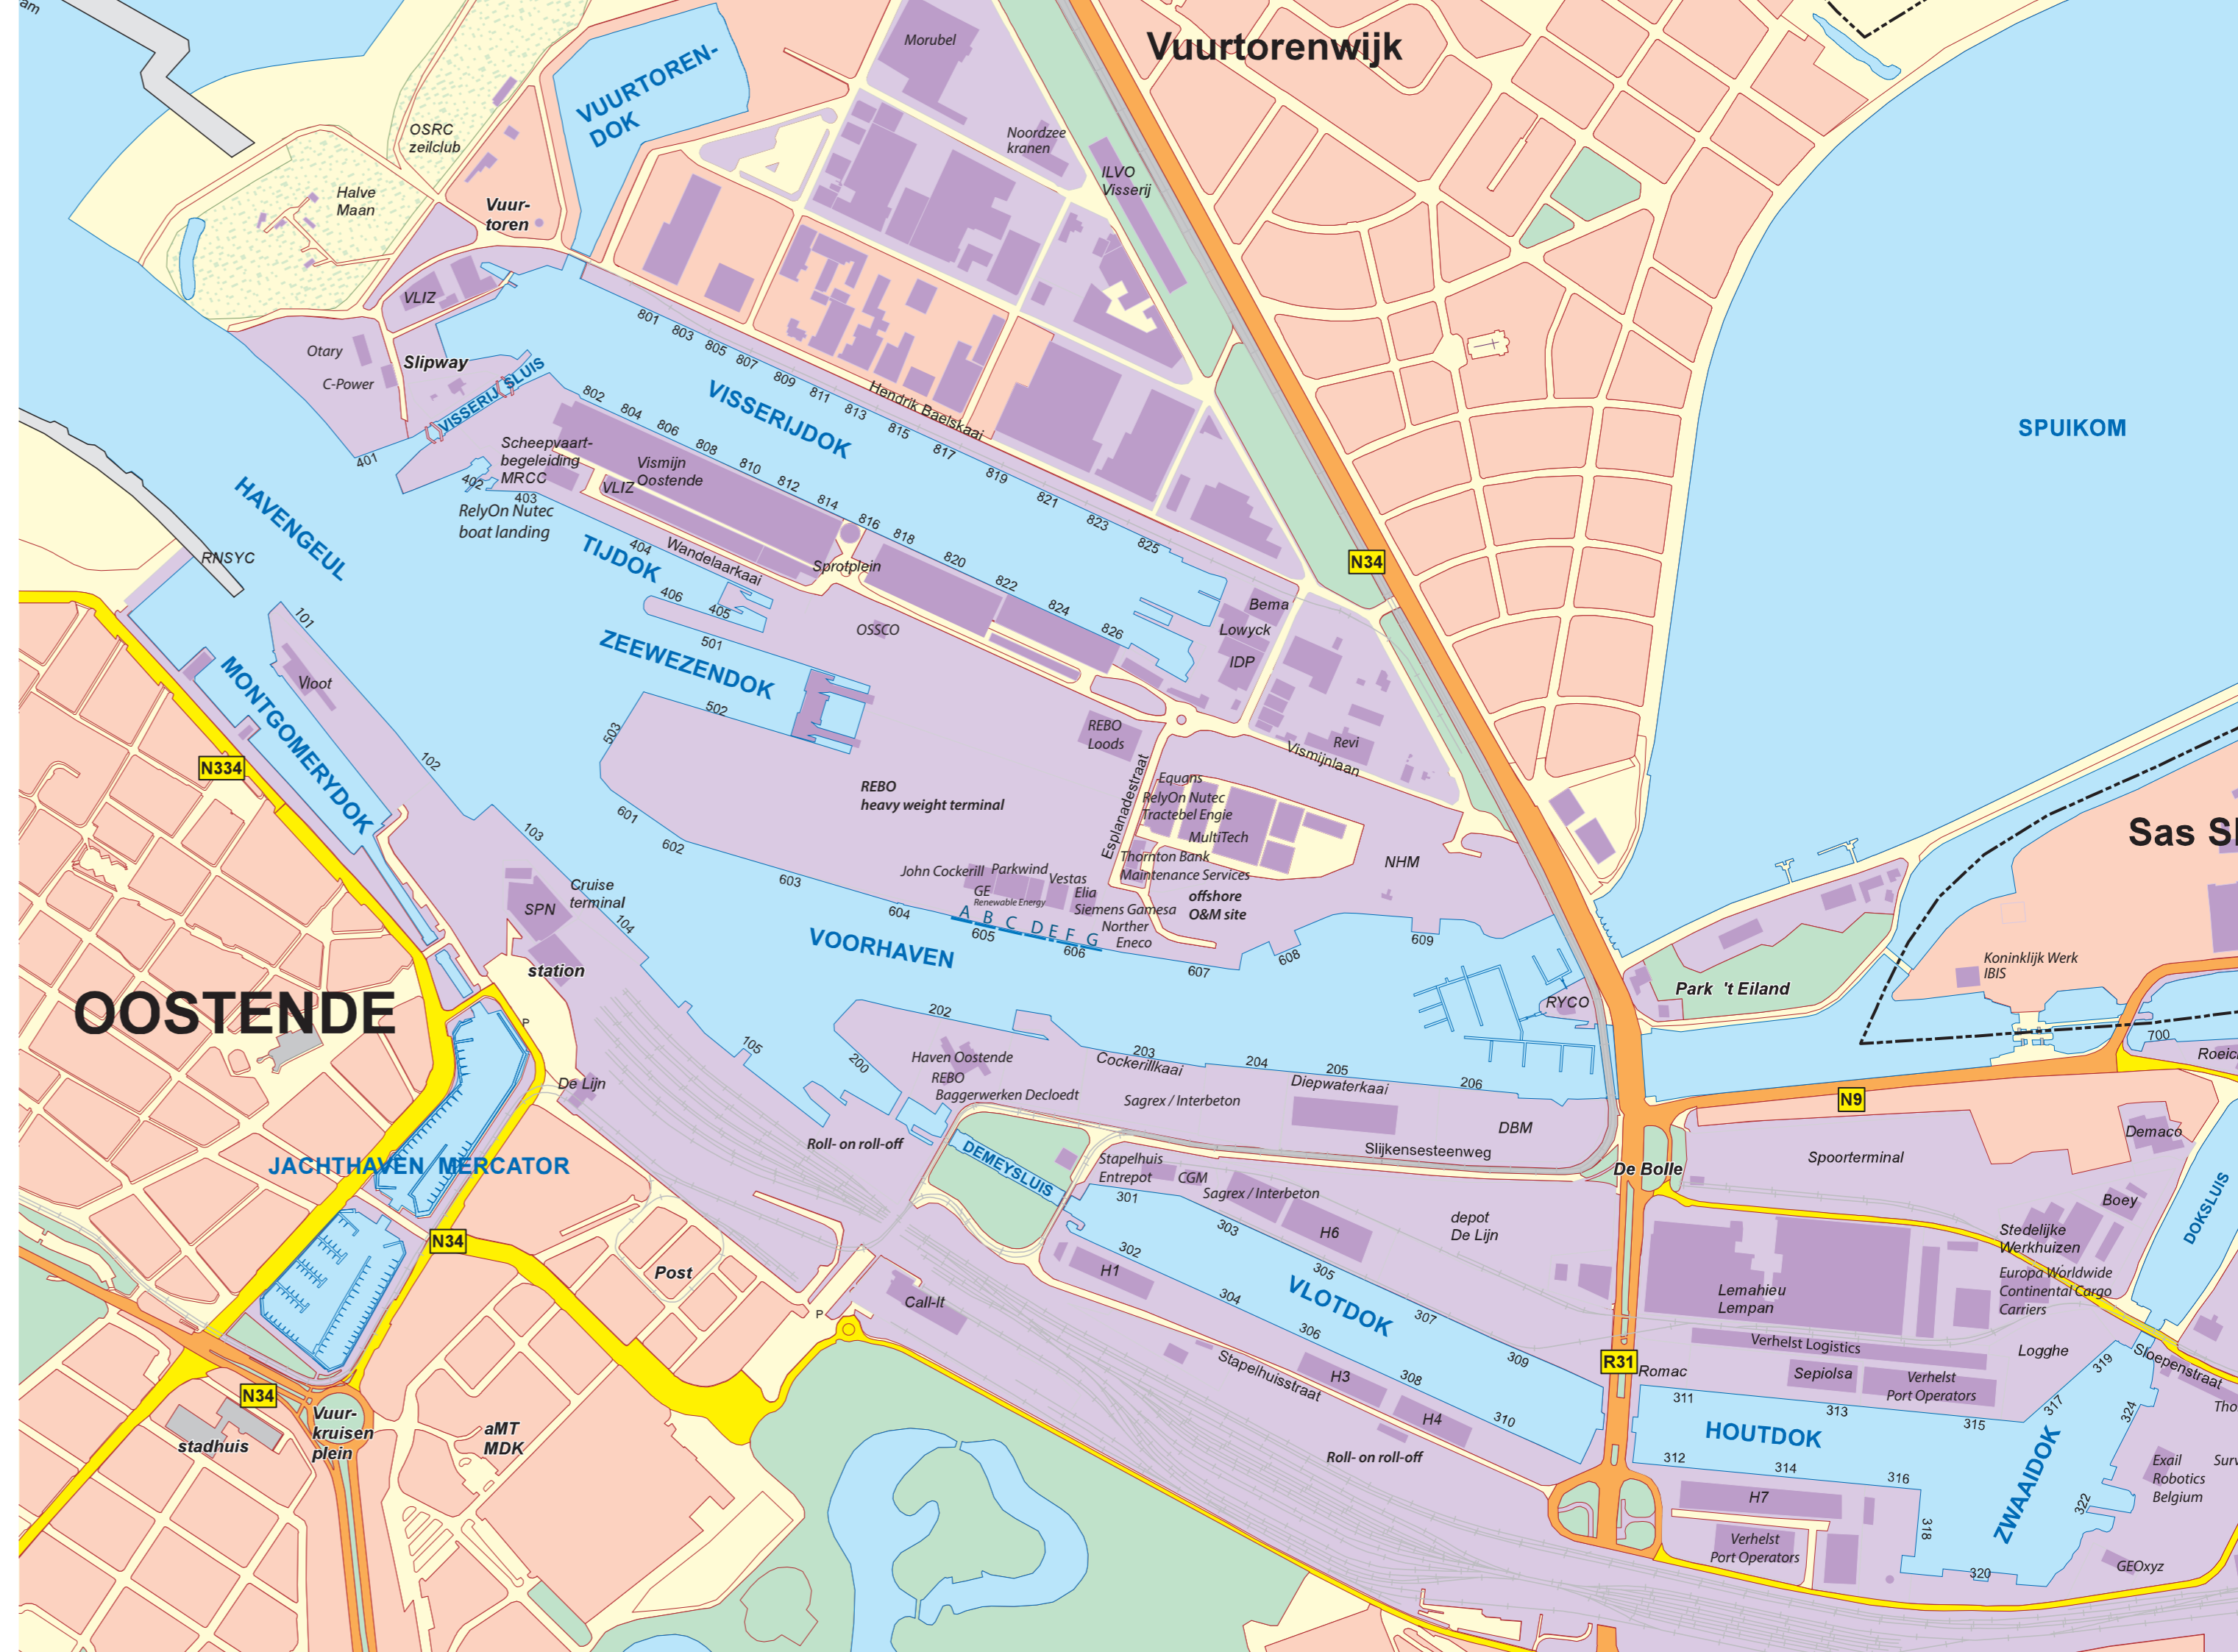 am
Vuurtorenwijk
Morubel
VUURTOREN-
DOK
OSRC
zeilclub
Noordzee
kranen
ILVO
Visserij
Halve
Maan
Vuur-
toren
VLIZ
Otary
C-Power
Slipway
VISSERIJ
SLUIS
401
402
403
404
405
406
801
803
805
807
809
811
813
815
817
819
821
823
825
Hendrik Baelskaai
VISSERIJDOK
802
804
806
808
810
812
814
816
818
820
822
824
826
Scheepvaart-
begeleiding
MRCC
VLIZ
Vismijn
Oostende
RelyOn Nutec
boat landing
Wandelaarkaai
Sprotplein
TIJDOK
HAVENGEUL
RNSYC
SPUIKOM
N34
Bema
Lowyck
IDP
OSSCO
501
ZEEWEZENDOK
502
503
101
Vloot
102
MONTGOMERYDOK
N334
REBO
Loods
Revi
Vismijnlaan
Esplanadestraat
Equans
RelyOn Nutec
Tractebel Engie
MultiTech
Thornton Bank
Maintenance Services
NHM
offshore
O&M site
REBO
heavy weight terminal
601
602
603
604
605
606
607
608
609
John Cockerill
Parkwind
GE
Renewable Energy
Vestas
Elia
Siemens Gamesa
Norther
Eneco
A B C D E F G
103
104
105
Cruise
terminal
SPN
station
VOORHAVEN
OOSTENDE
Sas Sl
Koninklijk Werk
IBIS
Park 't Eiland
RYCO
700
Roeic
N9
P
De Lijn
JACHTHAVEN MERCATOR
200
202
203
204
205
206
Haven Oostende
REBO
Baggerwerken Decloedt
Cockerillkaai
Sagrex / Interbeton
Diepwaterkaai
DBM
Slijkensesteenweg
Roll- on roll-off
DEMEYSLUIS
Stapelhuis
Entrepot
CGM
Sagrex / Interbeton
H6
depot
De Lijn
De Bolle
Spoorterminal
Demaco
Boey
DOKSLUIS
Stedelijke
Werkhuizen
Europa Worldwide
Continental Cargo
Carriers
Lemahieu
Lempan
Verhelst Logistics
Logghe
Sepiolsa
Verhelst
Port Operators
Romac
R31
Sloepenstraat
Tho
301
302
303
304
305
306
307
308
309
310
VLOTDOK
H1
H3
H4
Stapelhuisstraat
Roll- on roll-off
Call-It
Post
P
N34
N34
Vuur-
kruisen
plein
stadhuis
aMT
MDK
311
312
313
314
315
316
317
318
319
320
322
324
HOUTDOK
ZWAAIDOK
H7
Verhelst
Port Operators
Exail
Robotics
Belgium
Surv
GEOxyz